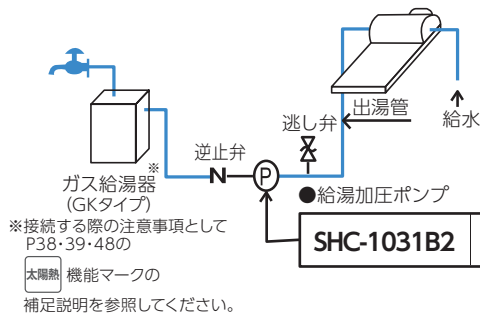 出湯管
給水
逃し弁
逆止弁
P
ガス給湯器※
(GKタイプ)
●給湯加圧ポンプ
SHC-1031B2
※接続する際の注意事項として
P38・39・48の
太陽熱 機能マークの
補足説明を参照してください。